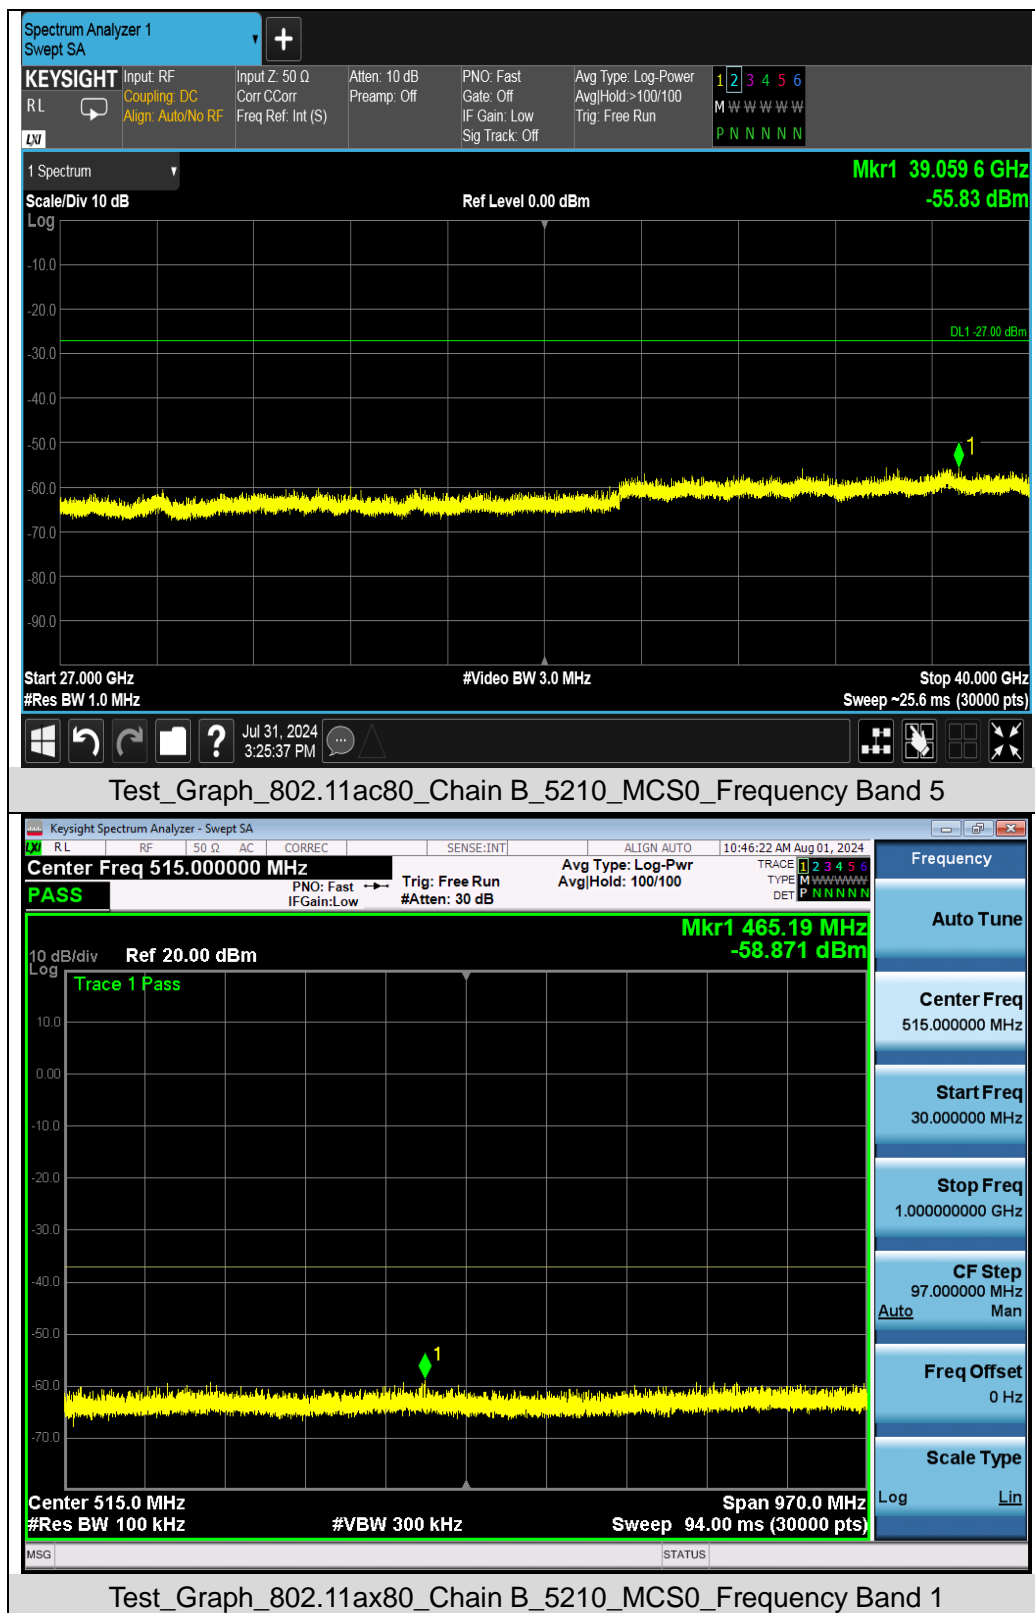 Spectrum Analyzer 1
Swept SA
KEYSIGHT
RL
LXI
Input: RF
Coupling: DC
Align: Auto/No RF
Input Z: 50 Ω
Corr CCorr
Freq Ref: Int (S)
Atten: 10 dB
Preamp: Off
PNO: Fast
Gate: Off
IF Gain: Low
Sig Track: Off
Avg Type: Log-Power
Avg|Hold:>100/100
Trig: Free Run
1 2 3 4 5 6
M W W W W W
P N N N N N
1 Spectrum
Mkr1 39.059 6 GHz
-55.83 dBm
Scale/Div 10 dB
Ref Level 0.00 dBm
Log
-10.0
-20.0
DL1 -27.00 dBm
-30.0
-40.0
-50.0
1
-60.0
-70.0
-80.0
-90.0
Start 27.000 GHz
#Video BW 3.0 MHz
Stop 40.000 GHz
#Res BW 1.0 MHz
Sweep ~25.6 ms (30000 pts)
Jul 31, 2024
3:25:37 PM
Test_Graph_802.11ac80_Chain B_5210_MCS0_Frequency Band 5
Keysight Spectrum Analyzer - Swept SA
LXI RL RF 50 Ω AC CORREC SENSE:INT ALIGN AUTO 10:46:22 AM Aug 01, 2024
Center Freq 515.000000 MHz
PASS
PNO: Fast
IFGain:Low
Trig: Free Run
#Atten: 30 dB
Avg Type: Log-Pwr
Avg|Hold: 100/100
TRACE 1 2 3 4 5 6
TYPE M W W W W W
DET P N N N N N
Mkr1 465.19 MHz
-58.871 dBm
10 dB/div
Ref 20.00 dBm
Log
Trace 1 Pass
10.0
0.00
-10.0
-20.0
-30.0
-40.0
-50.0
1
-60.0
-70.0
Center 515.0 MHz
Span 970.0 MHz
#Res BW 100 kHz
#VBW 300 kHz
Sweep 94.00 ms (30000 pts)
MSG
STATUS
Frequency
Auto Tune
Center Freq
515.000000 MHz
Start Freq
30.000000 MHz
Stop Freq
1.000000000 GHz
CF Step
97.000000 MHz
Auto Man
Freq Offset
0 Hz
Scale Type
Log Lin
Test_Graph_802.11ax80_Chain B_5210_MCS0_Frequency Band 1